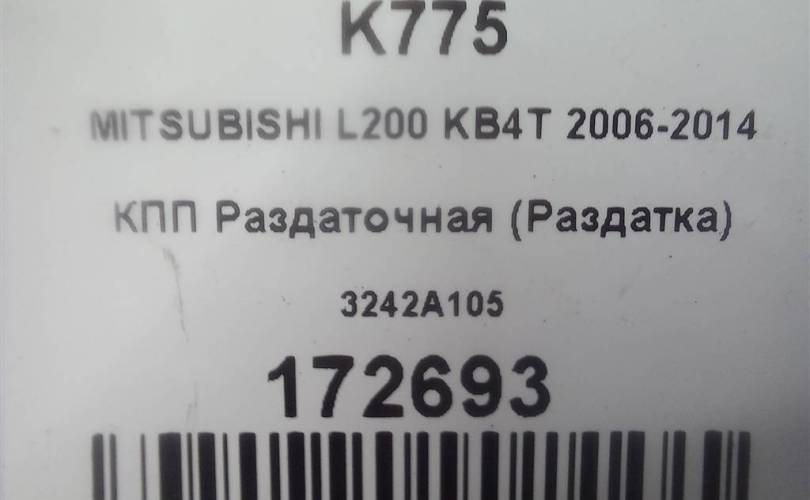 K775
MITSUBISHI L200 KB4T 2006-2014
КПП Раздаточная (Раздатка)
3242A105
172693